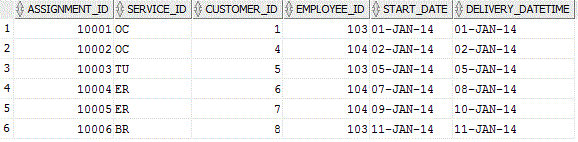 ASSIGNMENT_ID SERVICE_ID CUSTOMER_ID EMPLOYEE_ID START_DATE DELIVERY_DATETIME
1 10001 OC 1 103 01-JAN-14 01-JAN-14
2 10002 OC 4 104 02-JAN-14 02-JAN-14
3 10003 TU 5 103 05-JAN-14 05-JAN-14
4 10004 ER 6 104 07-JAN-14 08-JAN-14
5 10005 ER 7 104 09-JAN-14 10-JAN-14
6 10006 BR 8 103 11-JAN-14 11-JAN-14